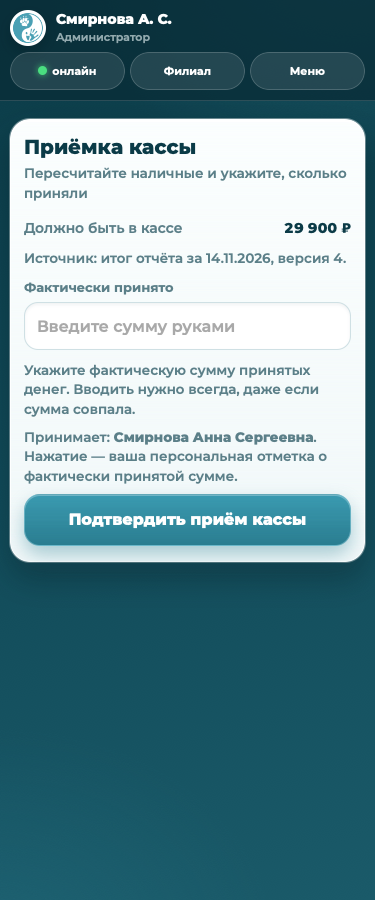 Смирнова А. С.
Администратор
онлайн
Филиал
Меню
Приёмка кассы
Пересчитайте наличные и укажите, сколько
приняли
Должно быть в кассе 29 900 ₽
Источник: итог отчёта за 14.11.2026, версия 4.
Фактически принято
Введите сумму руками
Укажите фактическую сумму принятых
денег. Вводить нужно всегда, даже если
сумма совпала.
Принимает: Смирнова Анна Сергеевна.
Нажатие — ваша персональная отметка о
фактически принятой сумме.
Подтвердить приём кассы